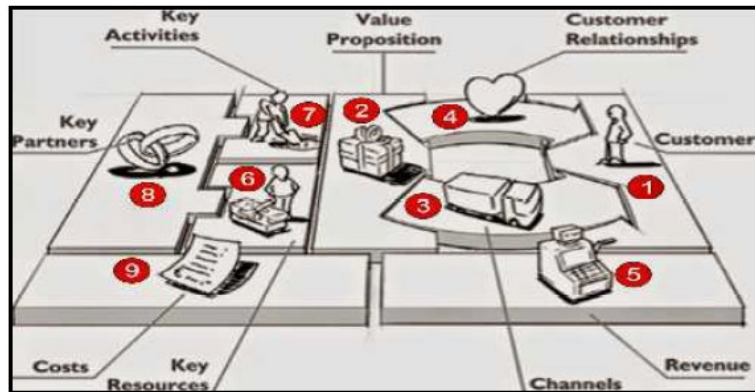 Key
Activities
Value
Proposition
Customer
Relationships
7
2
4
Key
Partners
Customer
6
8
3
1
9
5
Costs
Key
Resources
Channels
Revenue